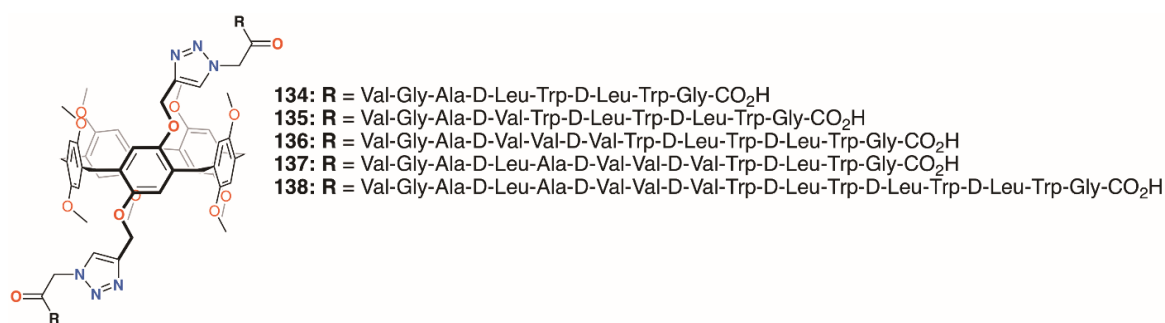 R
N
N N O
134: R = Val-Gly-Ala-D-Leu-Trp-D-Leu-Trp-Gly-CO₂H
O O O
135: R = Val-Gly-Ala-D-Val-Trp-D-Leu-Trp-D-Leu-Trp-Gly-CO₂H
O O
136: R = Val-Gly-Ala-D-Val-Val-D-Val-Trp-D-Leu-Trp-D-Leu-Trp-Gly-CO₂H
137: R = Val-Gly-Ala-D-Leu-Ala-D-Val-Val-D-Val-Trp-D-Leu-Trp-Gly-CO₂H
138: R = Val-Gly-Ala-D-Leu-Ala-D-Val-Val-D-Val-Trp-D-Leu-Trp-D-Leu-Trp-D-Leu-Trp-Gly-CO₂H
O O O O
O
N
O N N
R